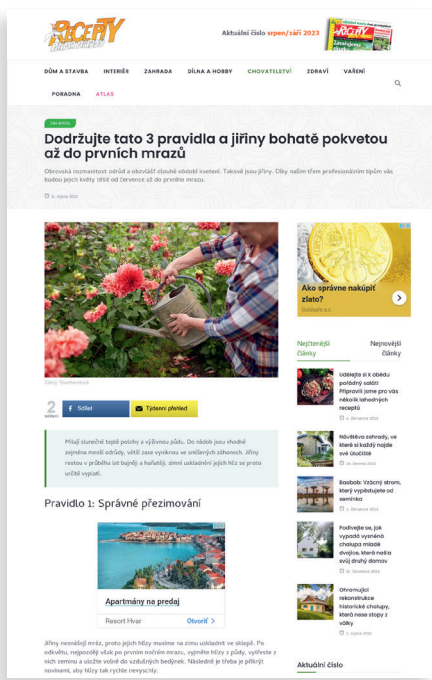 RECEPTY
Aktuální číslo srpen/září 2023
DŮM A STAVBA INTERIÉR ZAHRADA DÍLNA A HOBBY CHOVATELSTVÍ ZDRAVÍ VAŘENÍ
PORADNA ATLAS
Dodržujte tato 3 pravidla a jiřiny bohatě pokvetou
až do prvních mrazů
Obrovská rozmanitost odrůd a obzvlášť dlouhé období kvetení. Takové jsou jiřiny. Díky našim třem profesionálním tipům vás
budou jejich květy těšit od července až do prvního mrazu.
Zdroj: Shutterstock
2
sdílení
Sdílet
Týdenní přehled
Milují slunečné teplé polohy a výživnou půdu. Do nádob jsou vhodné
zejména menší odrůdy, větší zase vyniknou ve smíšených záhonech. Jiřiny
rostou v průběhu let bujněji a huňatěji, zimní uskladnění jejich hlíz se proto
určitě vyplatí.
Pravidlo 1: Správné přezimování
Apartmány na predaj
Resort Hvar
Otvoriť >
Jiřiny nesnášejí mráz, proto jejich hlízy musíme na zimu uskladnit ve sklepě. Po
odkvětu, nejpozději však po prvním nočním mrazu, vyjměte hlízy z půdy, vytřeste z
nich zeminu a uložte volně do vzdušných bedýnek. Následně je třeba je přikrýt
novinami, aby hlízy tak rychle nevyschly.
Ako správne nakúpiť
zlato?
Nejčtenější
články
Nejnovější
články
Udělejte si k obědu
pořádný salát!
Připravili jsme pro vás
několik lahodných
receptů
Návštěva zahrady, ve
které si každý najde
své útočiště
Baobab: Vzácný strom,
který vypěstujete od
semínka
Podívejte se, jak
vypadá vysněná
chalupa mladé
dvojice, která našla
svůj druhý domov
Ohromující
rekonstrukce
historické chalupy,
která nese stopy z
války
Aktuální číslo